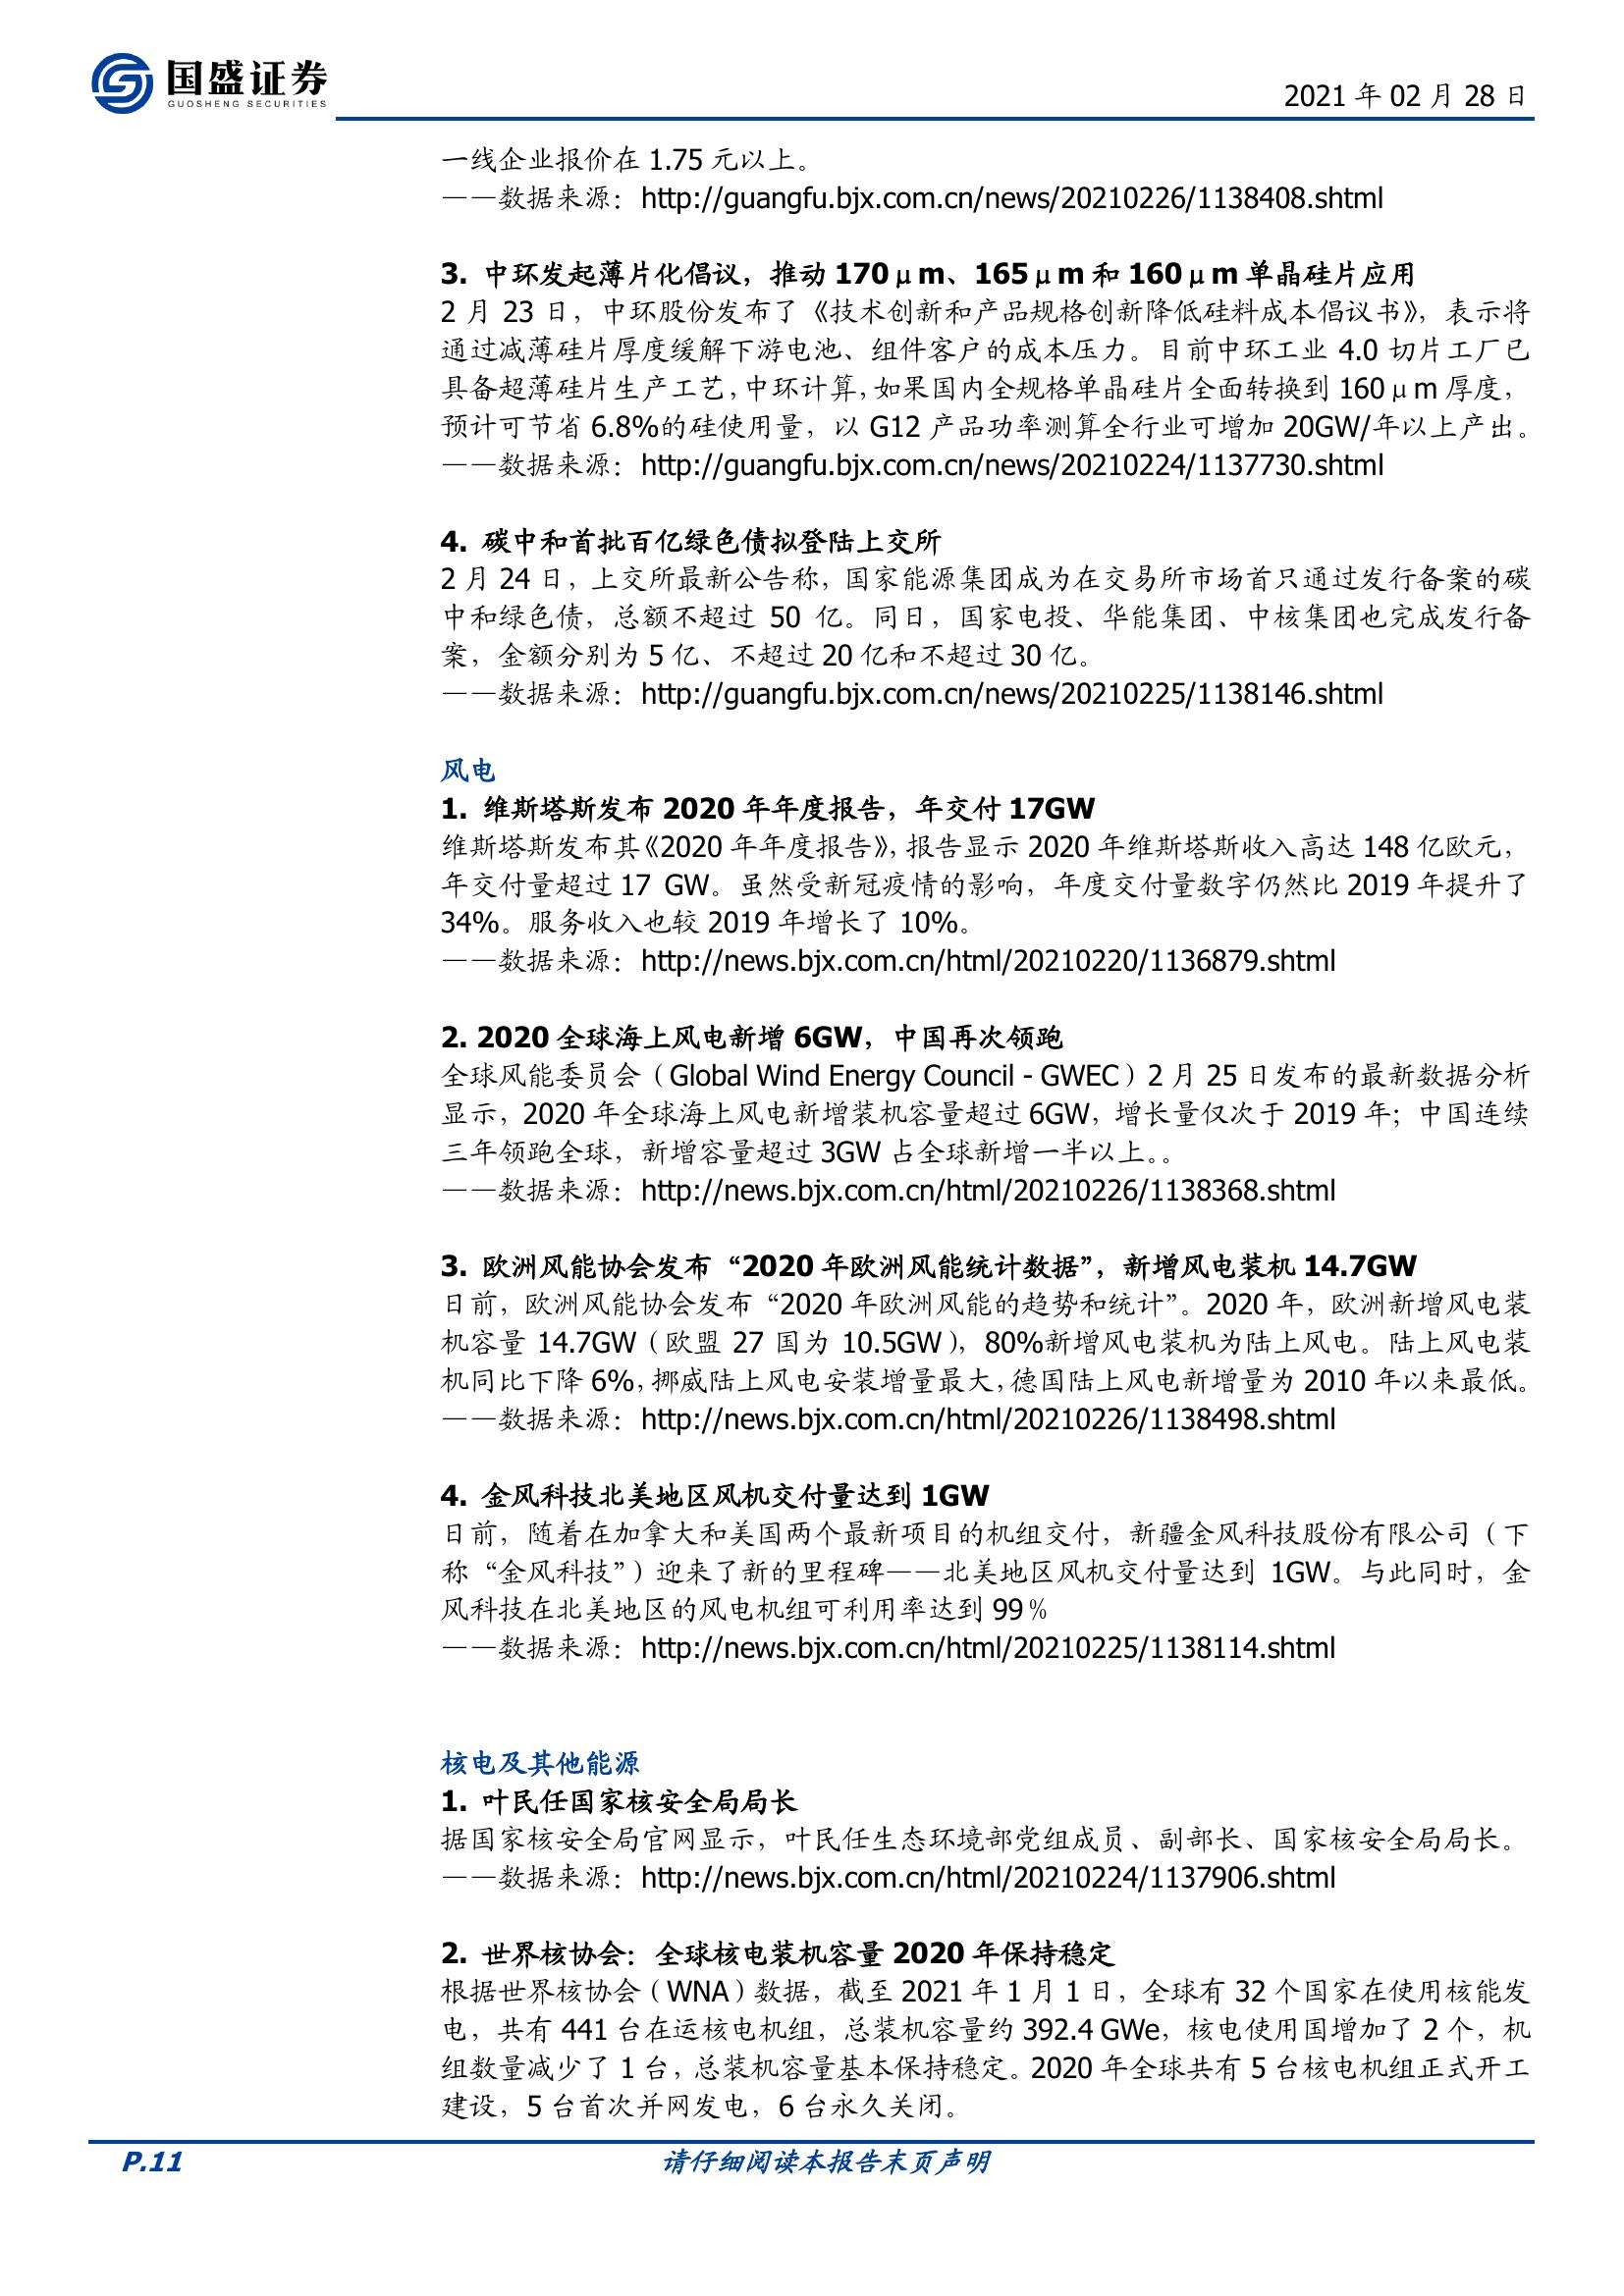 国盛证券
GUOSHENG SECURITIES
2021 年 02 月 28 日
一线企业报价在 1.75 元以上。
——数据来源：http://guangfu.bjx.com.cn/news/20210226/1138408.shtml
3. 中环发起薄片化倡议，推动 170μm、165μm 和 160μm 单晶硅片应用
2 月 23 日，中环股份发布了《技术创新和产品规格创新降低硅料成本倡议书》，表示将
通过减薄硅片厚度缓解下游电池、组件客户的成本压力。目前中环工业 4.0 切片工厂已
具备超薄硅片生产工艺，中环计算，如果国内全规格单晶硅片全面转换到 160μm 厚度，
预计可节省 6.8%的硅使用量，以 G12 产品功率测算全行业可增加 20GW/年以上产出。
——数据来源：http://guangfu.bjx.com.cn/news/20210224/1137730.shtml
4. 碳中和首批百亿绿色债拟登陆上交所
2 月 24 日，上交所最新公告称，国家能源集团成为在交易所市场首只通过发行备案的碳
中和绿色债，总额不超过 50 亿。同日，国家电投、华能集团、中核集团也完成发行备
案，金额分别为 5 亿、不超过 20 亿和不超过 30 亿。
——数据来源：http://guangfu.bjx.com.cn/news/20210225/1138146.shtml
风电
1. 维斯塔斯发布 2020 年年度报告，年交付 17GW
维斯塔斯发布其《2020 年年度报告》，报告显示 2020 年维斯塔斯收入高达 148 亿欧元，
年交付量超过 17 GW。虽然受新冠疫情的影响，年度交付量数字仍然比 2019 年提升了
34%。服务收入也较 2019 年增长了 10%。
——数据来源：http://news.bjx.com.cn/html/20210220/1136879.shtml
2. 2020 全球海上风电新增 6GW，中国再次领跑
全球风能委员会（Global Wind Energy Council - GWEC）2 月 25 日发布的最新数据分析
显示，2020 年全球海上风电新增装机容量超过 6GW，增长量仅次于 2019 年；中国连续
三年领跑全球，新增容量超过 3GW 占全球新增一半以上。。
——数据来源：http://news.bjx.com.cn/html/20210226/1138368.shtml
3. 欧洲风能协会发布“2020 年欧洲风能统计数据”，新增风电装机 14.7GW
日前，欧洲风能协会发布“2020 年欧洲风能的趋势和统计”。2020 年，欧洲新增风电装
机容量 14.7GW（欧盟 27 国为 10.5GW），80%新增风电装机为陆上风电。陆上风电装
机同比下降 6%，挪威陆上风电安装增量最大，德国陆上风电新增量为 2010 年以来最低。
——数据来源：http://news.bjx.com.cn/html/20210226/1138498.shtml
4. 金风科技北美地区风机交付量达到 1GW
日前，随着在加拿大和美国两个最新项目的机组交付，新疆金风科技股份有限公司（下
称“金风科技”）迎来了新的里程碑——北美地区风机交付量达到 1GW。与此同时，金
风科技在北美地区的风电机组可利用率达到 99％
——数据来源：http://news.bjx.com.cn/html/20210225/1138114.shtml
核电及其他能源
1. 叶民任国家核安全局局长
据国家核安全局官网显示，叶民任生态环境部党组成员、副部长、国家核安全局局长。
——数据来源：http://news.bjx.com.cn/html/20210224/1137906.shtml
2. 世界核协会：全球核电装机容量 2020 年保持稳定
根据世界核协会（WNA）数据，截至 2021 年 1 月 1 日，全球有 32 个国家在使用核能发
电，共有 441 台在运核电机组，总装机容量约 392.4 GWe，核电使用国增加了 2 个，机
组数量减少了 1 台，总装机容量基本保持稳定。2020 年全球共有 5 台核电机组正式开工
建设，5 台首次并网发电，6 台永久关闭。
P.11
请仔细阅读本报告末页声明